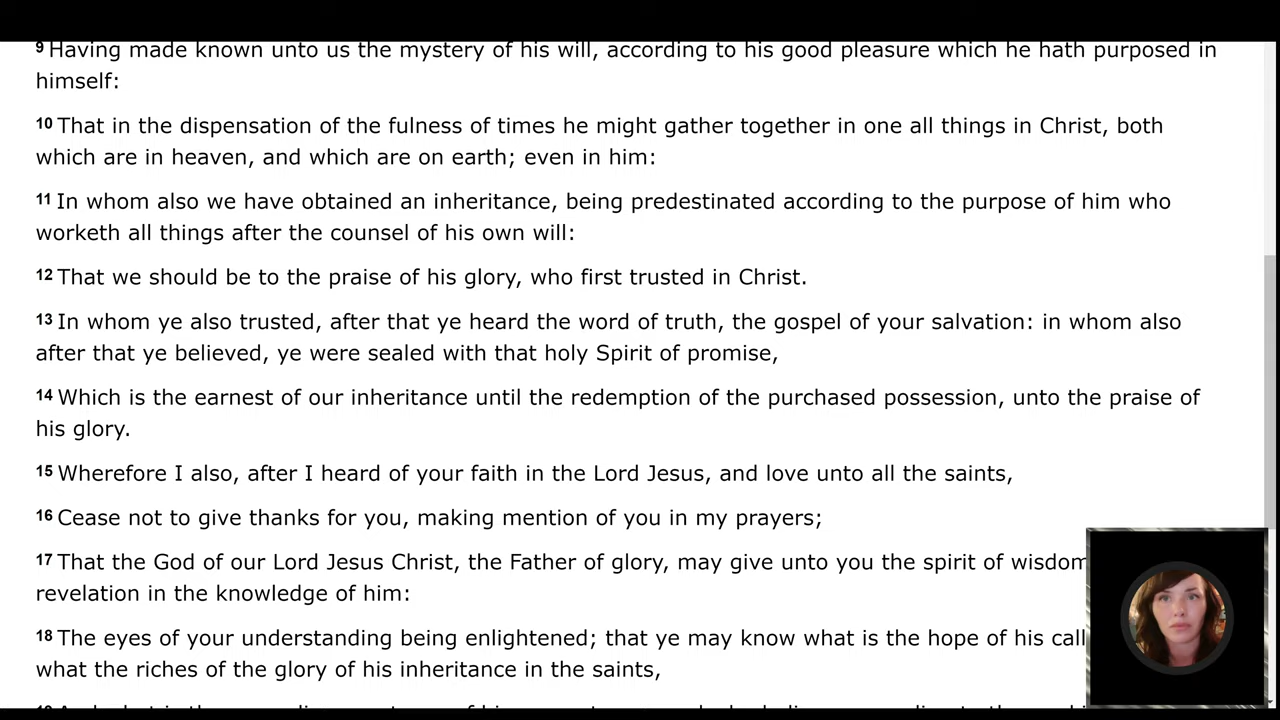 9 Having made known unto us the mystery of his will, according to his good pleasure which he hath purposed in
himself:
10 That in the dispensation of the fulness of times he might gather together in one all things in Christ, both
which are in heaven, and which are on earth; even in him:
11 In whom also we have obtained an inheritance, being predestinated according to the purpose of him who
worketh all things after the counsel of his own will:
12 That we should be to the praise of his glory, who first trusted in Christ.
13 In whom ye also trusted, after that ye heard the word of truth, the gospel of your salvation: in whom also
after that ye believed, ye were sealed with that holy Spirit of promise,
14 Which is the earnest of our inheritance until the redemption of the purchased possession, unto the praise of
his glory.
15 Wherefore I also, after I heard of your faith in the Lord Jesus, and love unto all the saints,
16 Cease not to give thanks for you, making mention of you in my prayers;
17 That the God of our Lord Jesus Christ, the Father of glory, may give unto you the spirit of wisdom
revelation in the knowledge of him:
18 The eyes of your understanding being enlightened; that ye may know what is the hope of his call
what the riches of the glory of his inheritance in the saints,